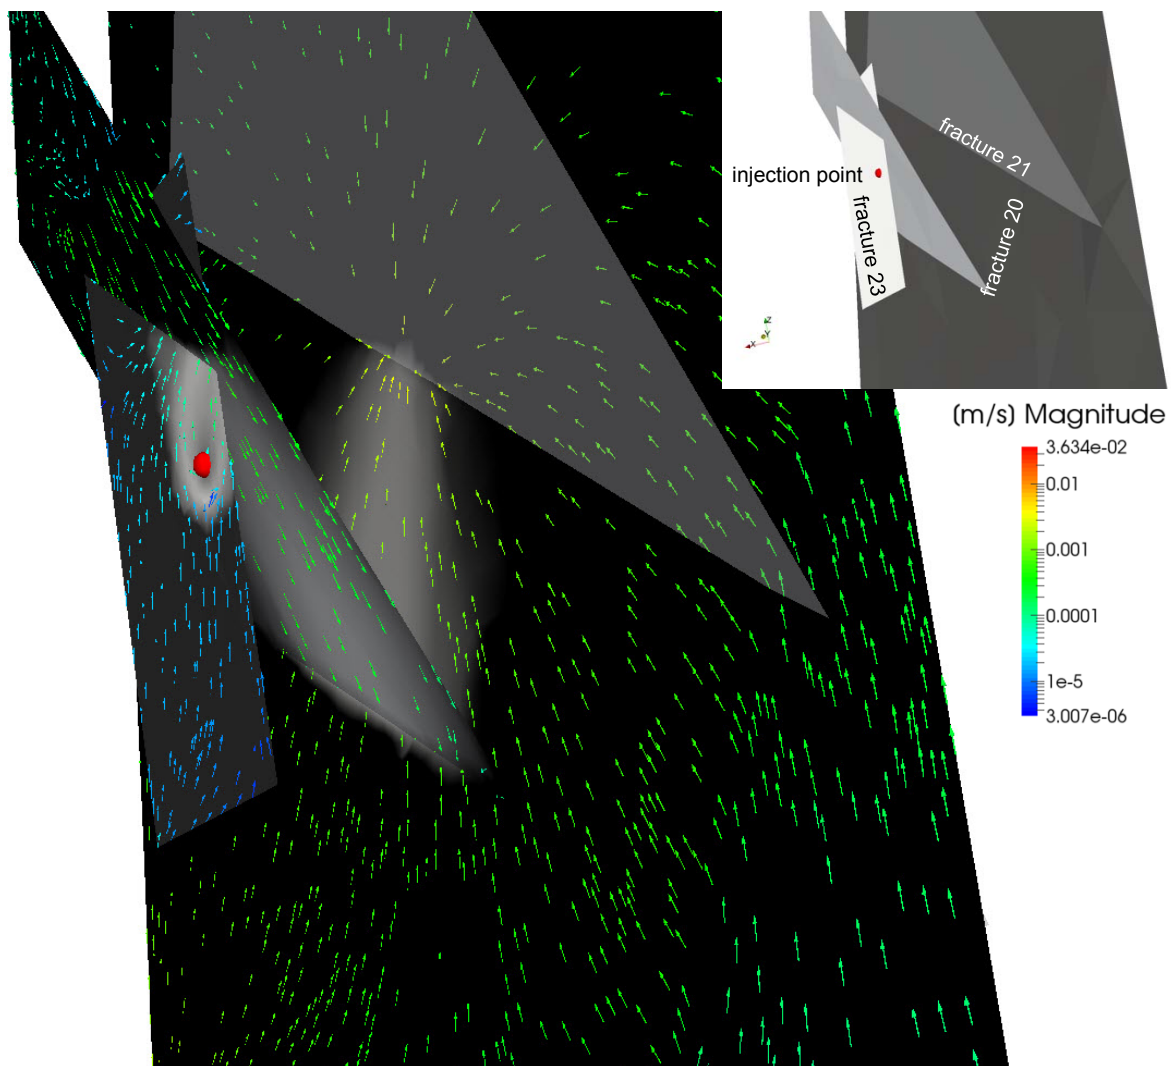 fracture 21
injection point
fracture 20
fracture 23
Z
Y
X
(m/s) Magnitude
3.634e-02
0.01
0.001
0.0001
1e-5
3.007e-06